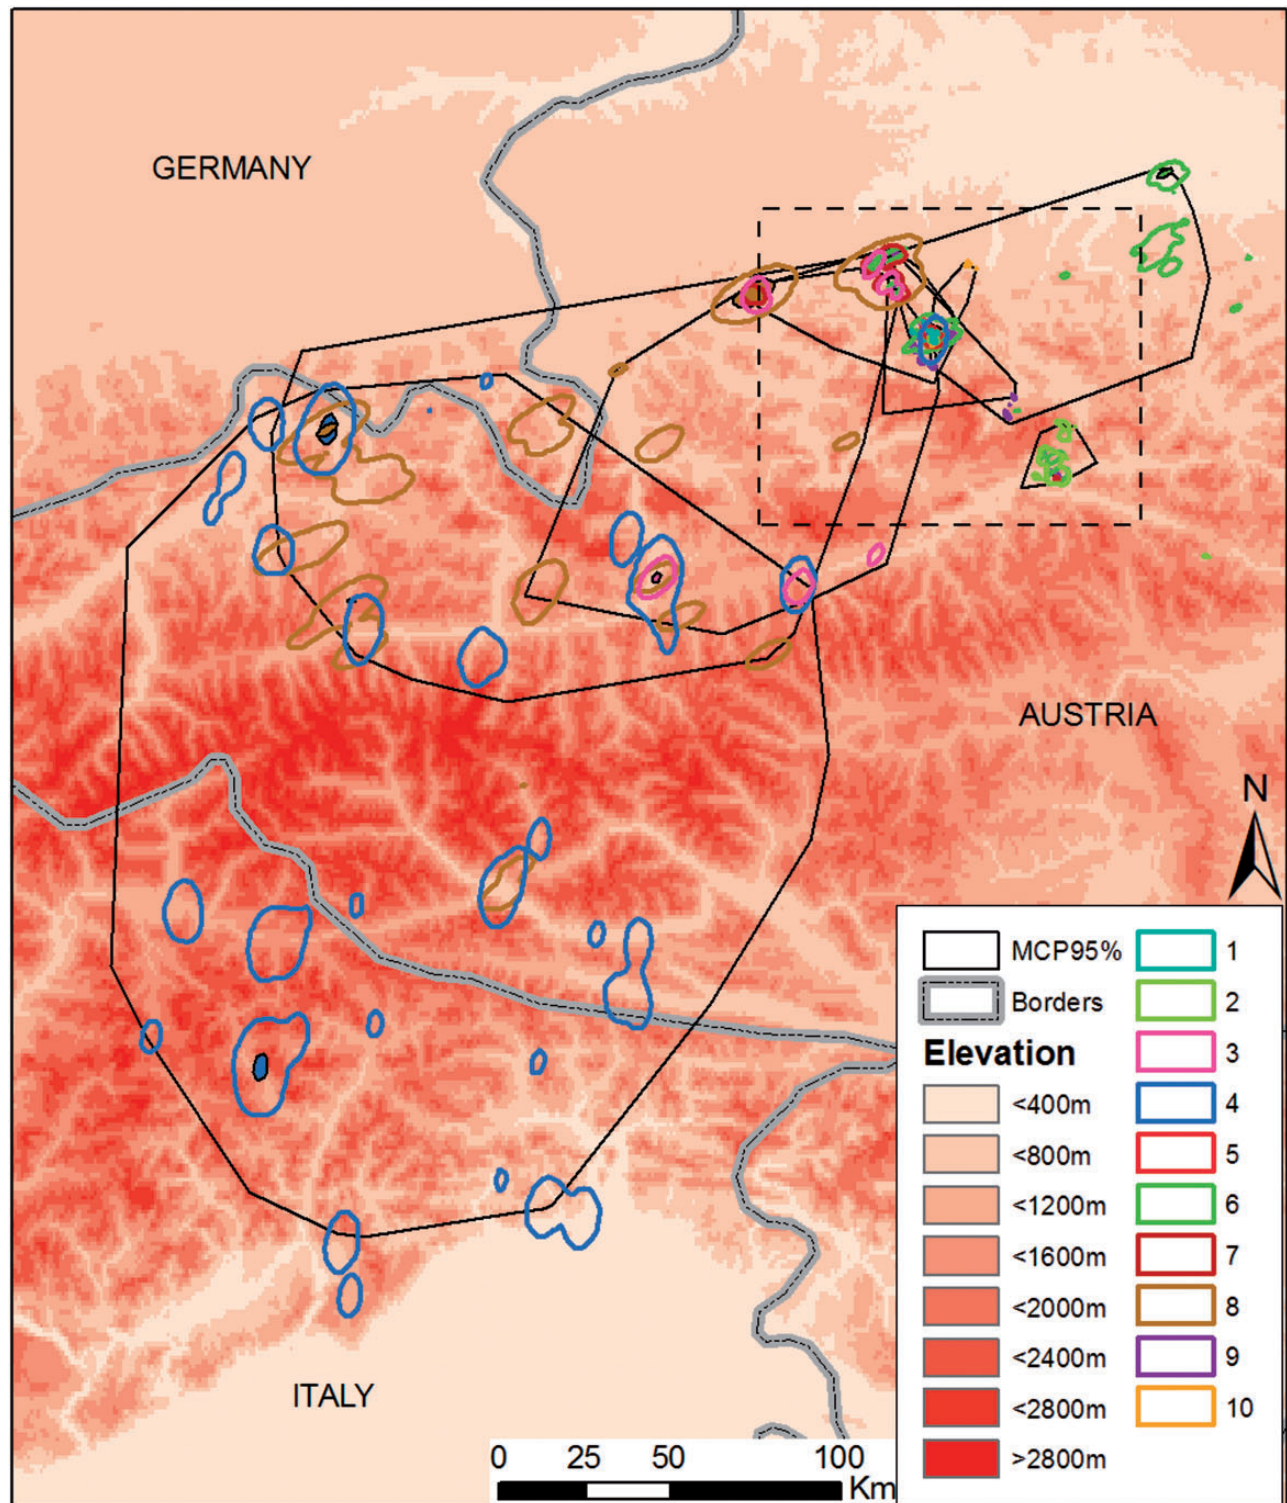 GERMANY
AUSTRIA
N
MCP95%
Borders
Elevation
<400m
<800m
<1200m
<1600m
<2000m
<2400m
<2800m
>2800m
1
2
3
4
5
6
7
8
9
10
ITALY
0 25 50 100
Km